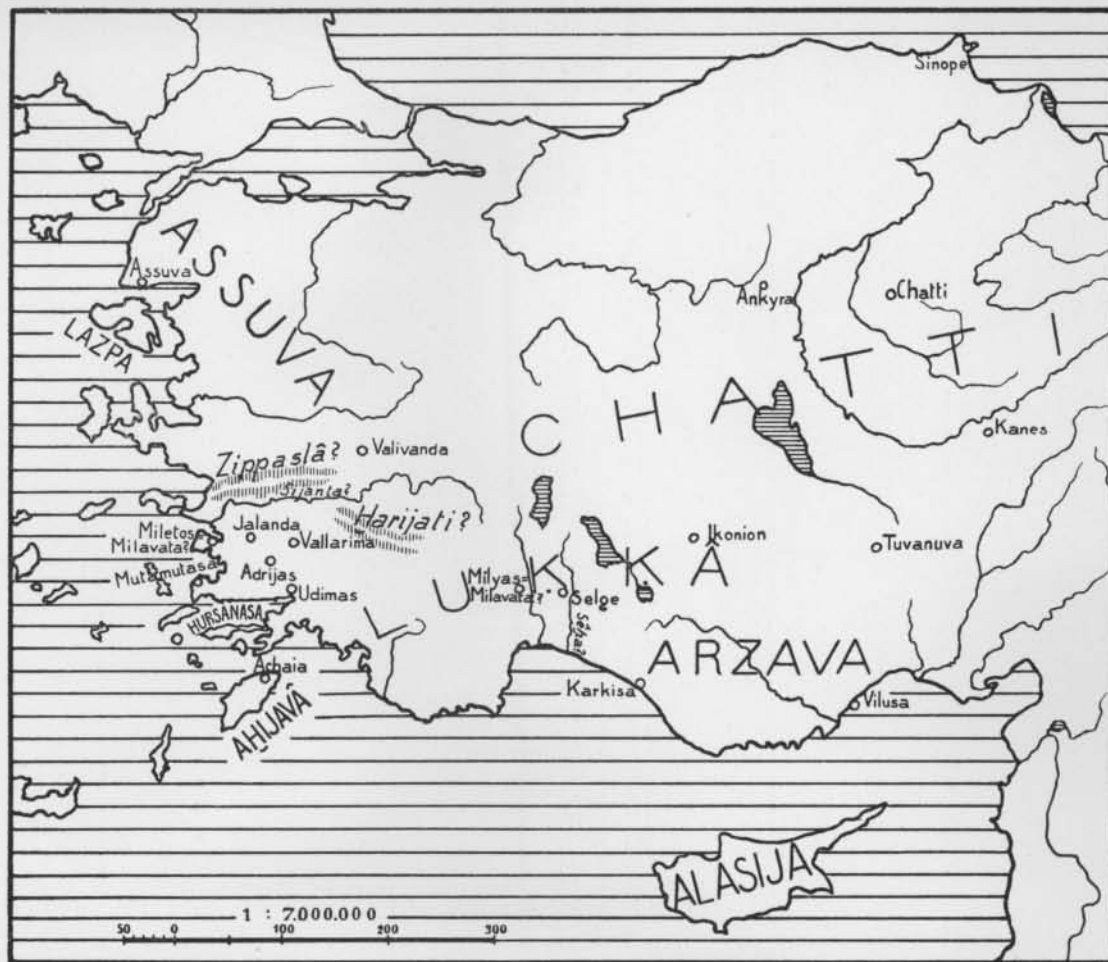 Sinope
ASSUVA
Assuva
LAZPA
Ankyra
Chatti
CHATTI
Kanes
Zippaslâ?
Valivanda
Sijanta?
Harijati?
Miletos-
Milavata?
Jalanda
Vallarima
Ikonion
Tuvanuva
Mutamutasa
Adrijas
Udimas
LUKKÂ
Milyas=
Milavata?
Selge
Sêha?
HURSANASA
Achaia
AḪIJAVÂ
ARZAVA
Karkisa
Vilusa
ALASIJA
1 : 7.000.000
50 0 100 200 300